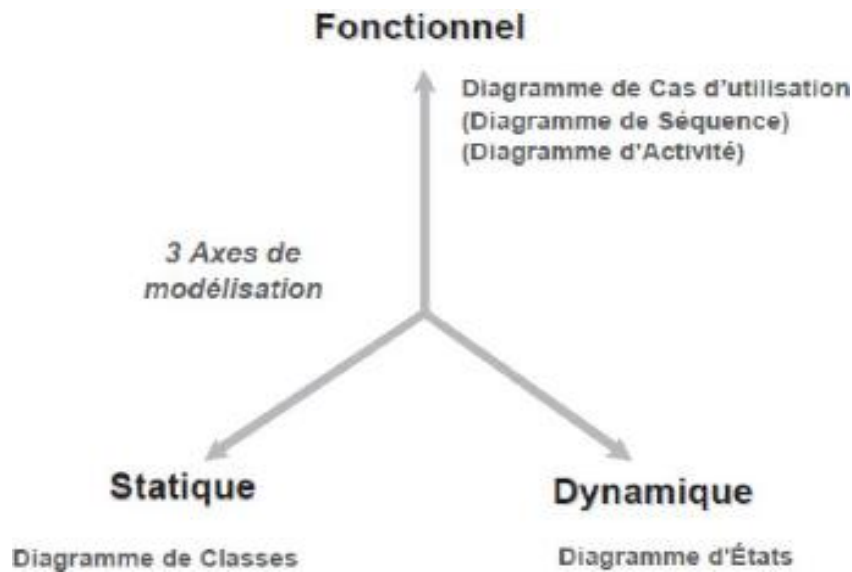 Fonctionnel
Diagramme de Cas d'utilisation
(Diagramme de Séquence)
(Diagramme d'Activité)
3 Axes de
modélisation
Statique
Dynamique
Diagramme de Classes
Diagramme d'États